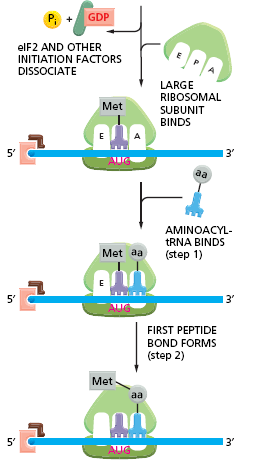 Pi + GDP
eIF2 AND OTHER
INITIATION FACTORS
DISSOCIATE
E P A
LARGE
RIBOSOMAL
SUBUNIT
BINDS
Met
E A
5′ 3′
AUG
aa
AMINOACYL-
tRNA BINDS
(step 1)
Met aa
E
5′ 3′
AUG
FIRST PEPTIDE
BOND FORMS
(step 2)
Met
aa
5′ 3′
AUG